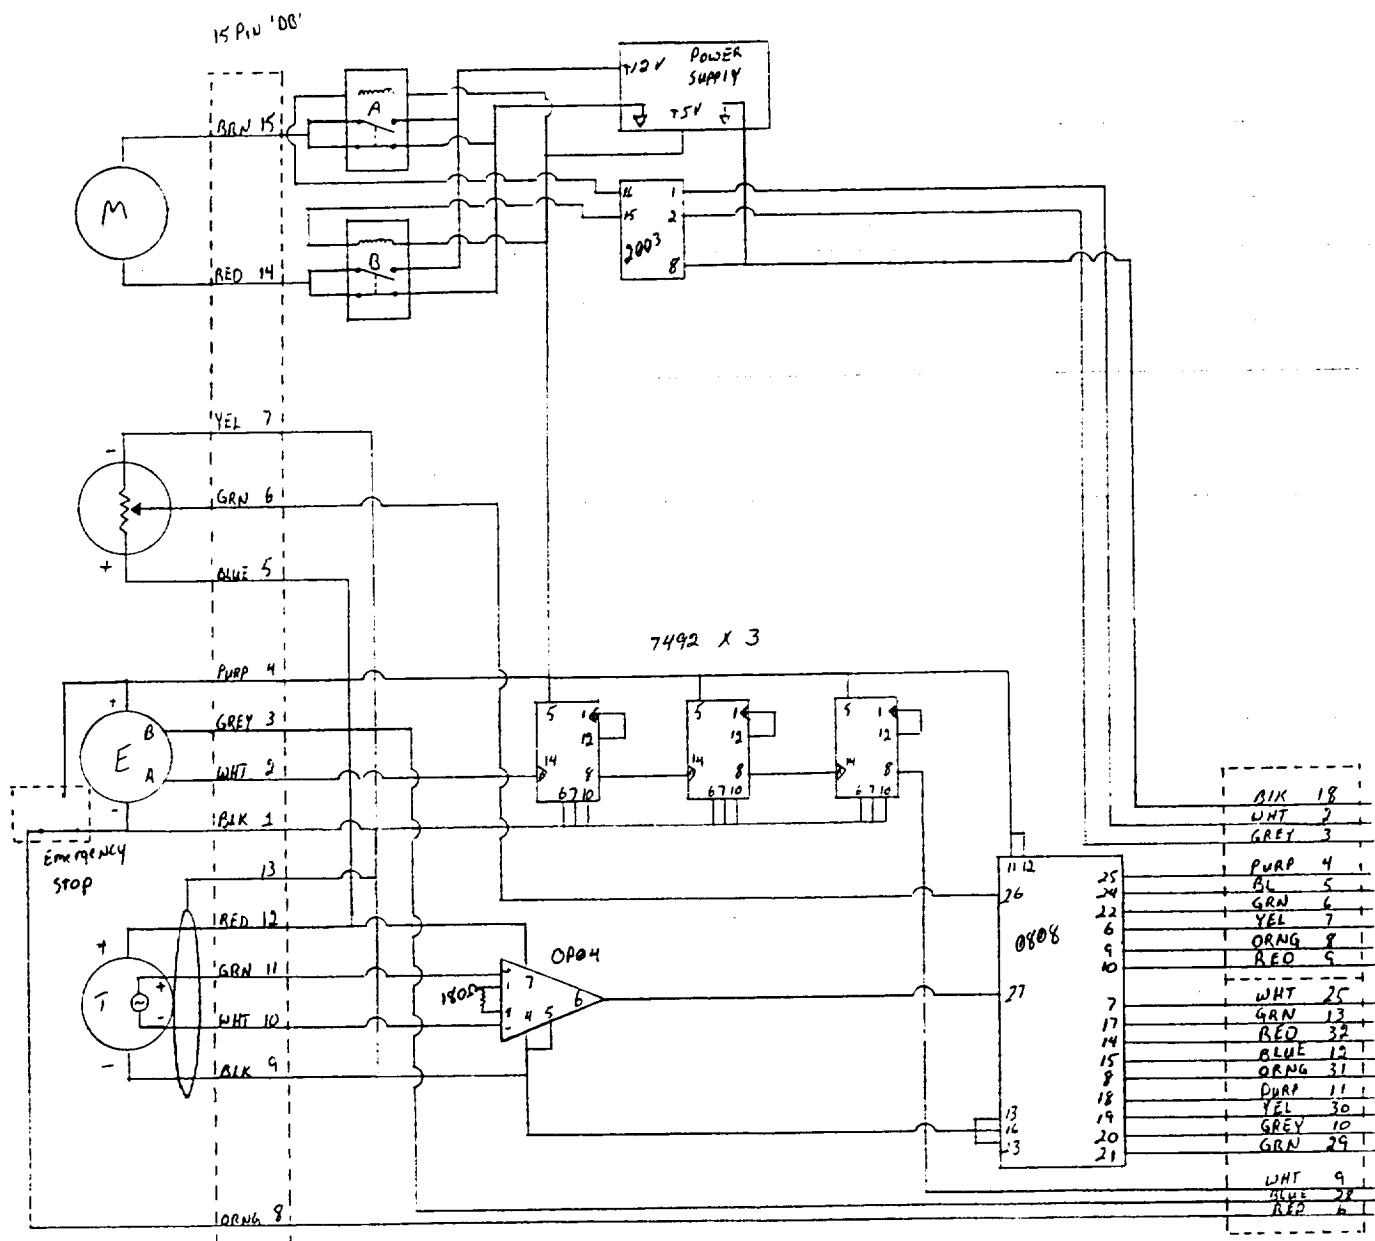 15 PIN 'DB'
POWER
SUPPLY
+12V
+5V
A
BRN 15
M
16 1
15 2
2003
8
B
RED 14
YEL 7
-
GRN 6
+
BLUE 5
7492 X 3
PURP 4
+
GREY 3
B
E
A
WHT 2
-
BLK 1
5 1 12 14 8 6 7 10
5 1 12 14 8 6 7 10
5 1 12 14 8 6 7 10
Emergency
STOP
13
RED 12
+
GRN 11
T
+
-
WHT 10
-
BLK 9
OP04
180Ω
1 7 6 4 5
ORNG 8
11 12
26
0808
27
13
16
25
24
22
6
9
10
7
17
14
15
8
18
19
20
21
BLK 18
WHT 2
GREY 3
PURP 4
BL 5
GRN 6
YEL 7
ORNG 8
RED 9
WHT 25
GRN 13
RED 32
BLUE 12
ORNG 31
PURP 11
YEL 30
GREY 10
GRN 29
WHT 9
BLUE 28
RED 6